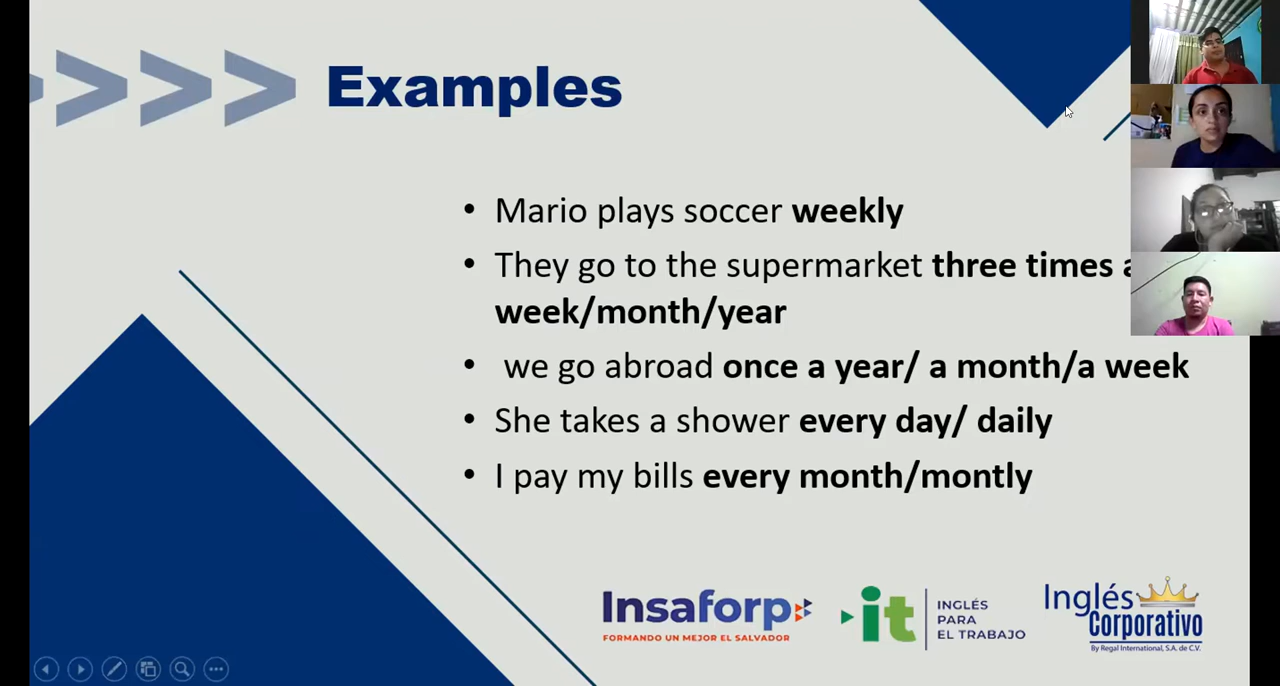 Examples
• Mario plays soccer weekly
• They go to the supermarket three times a
week/month/year
• we go abroad once a year/ a month/a week
• She takes a shower every day/ daily
• I pay my bills every month/montly
Insaforp
FORMANDO UN MEJOR EL SALVADOR
it
INGLÉS
PARA
EL TRABAJO
Inglés
Corporativo
By Regal International, S.A. de C.V.